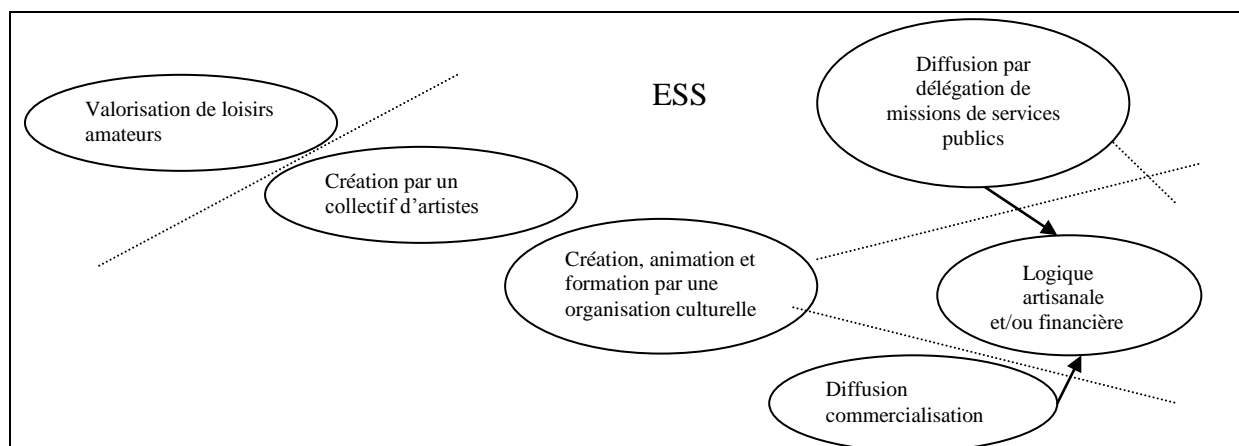 Valorisation de loisirs
amateurs
Création par un
collectif d’artistes
ESS
Création, animation et
formation par une
organisation culturelle
Diffusion par
délégation de
missions de services
publics
Logique
artisanale
et/ou financière
Diffusion
commercialisation